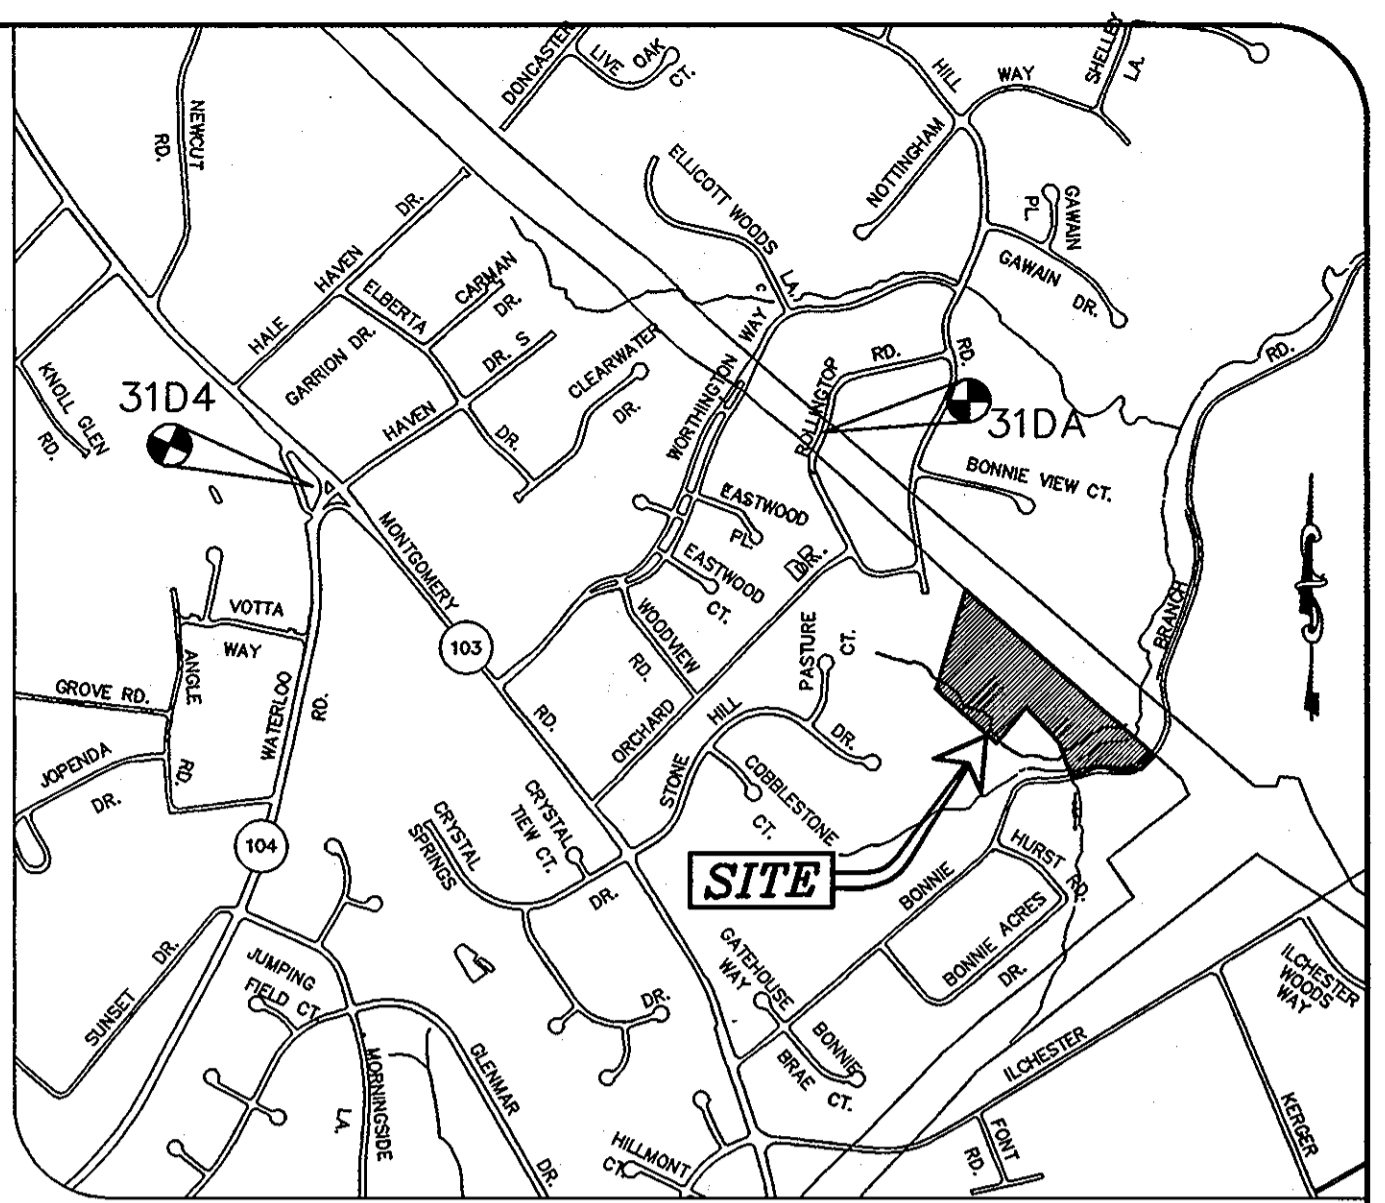 DONCASTER
LIVE OAK
CT.
HILL
WAY
SHELLEY
LA.
NEWCUT
RD.
NOTTINGHAM
ELLICOTT WOODS
LA.
GAWAIN
PL.
GAWAIN
DR.
HALE HAVEN
DR.
ELBERTA
CARMAN
DR.
GARRION DR.
DR. S
HAVEN
DR.
CLEARWATER
DR.
WORTHINGTON WAY
C
ROLLINGTOP
RD.
RD.
31DA
RD.
KNOLL GLEN
RD.
31D4
BONNIE VIEW CT.
EASTWOOD
PL.
EASTWOOD
CT.
DR.
MONTGOMERY
103
RD.
WOODVIEW
RD.
ORCHARD
VOTTA
WAY
ANGLE
RD.
GROVE RD.
WATERLOO
RD.
JOPENDA
DR.
104
PASTURE
CT.
STONE
HILL
DR.
COBBLESTONE
CT.
BRANCH
SITE
CRYSTAL
TIEW CT.
CRYSTAL
SPRINGS
DR.
DR.
BONNIE
HURST
RD.
BONNIE ACRES
DR.
GATEHOUSE
WAY
BONNIE
BRAE
CT.
SUNSET
DR.
JUMPING
FIELD CT.
MORNINGSIDE
LA.
GLENMAR
DR.
HILLMONT
CT.
ILCHESTER
ILCHESTER
WOODS
WAY
FONT
RD.
KERGER